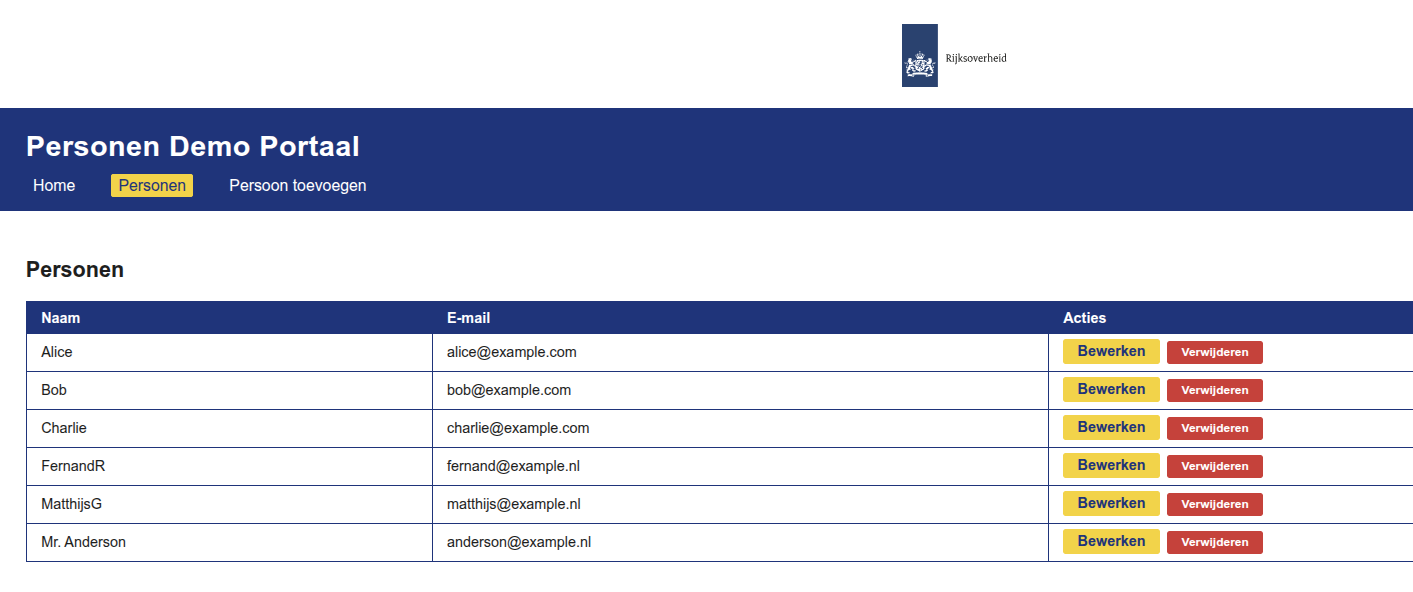 Rijksoverheid
Personen Demo Portaal
Home Personen Persoon toevoegen
Personen
Naam E-mail Acties
Alice alice@example.com Bewerken Verwijderen
Bob bob@example.com Bewerken Verwijderen
Charlie charlie@example.com Bewerken Verwijderen
FernandR fernand@example.nl Bewerken Verwijderen
MatthijsG matthijs@example.nl Bewerken Verwijderen
Mr. Anderson anderson@example.nl Bewerken Verwijderen